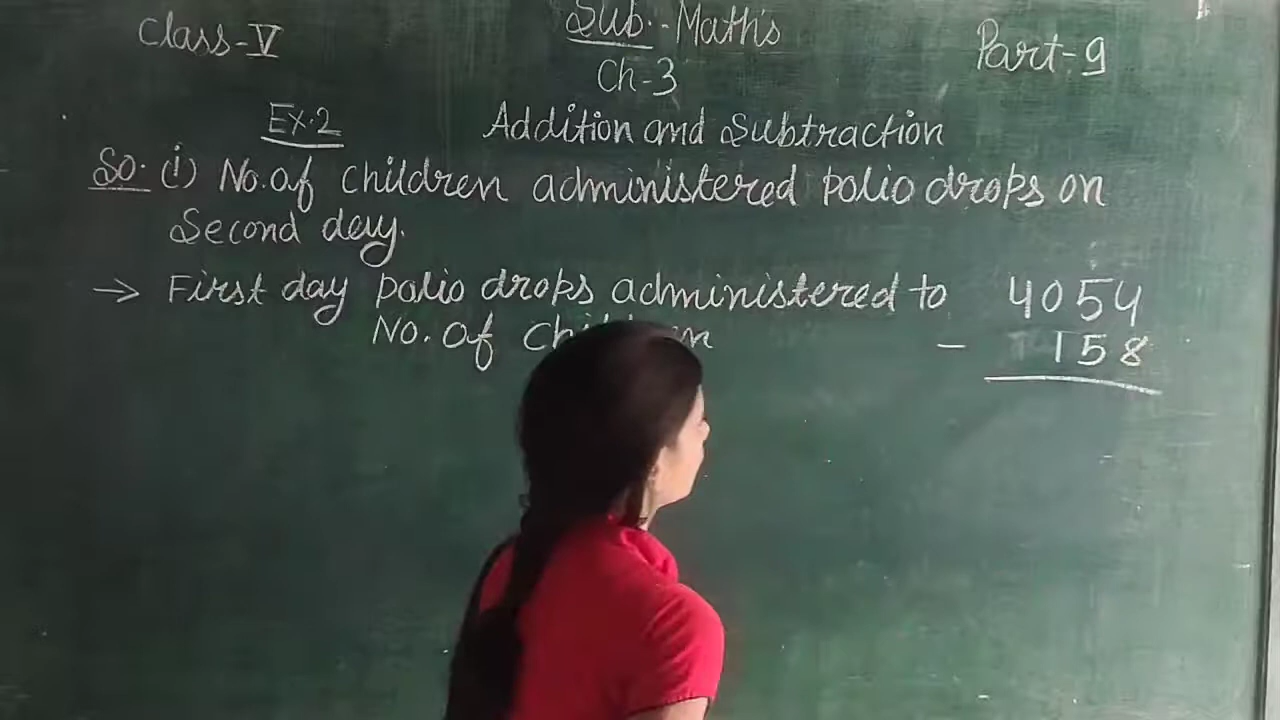 Class-V
Sub.-Maths
Part-9
Ch-3
Ex.2
Addition and Subtraction
So. (i) No. of children administered polio drops on
Second day.
→ First day polio drops administered to 4054
No. of
- 158